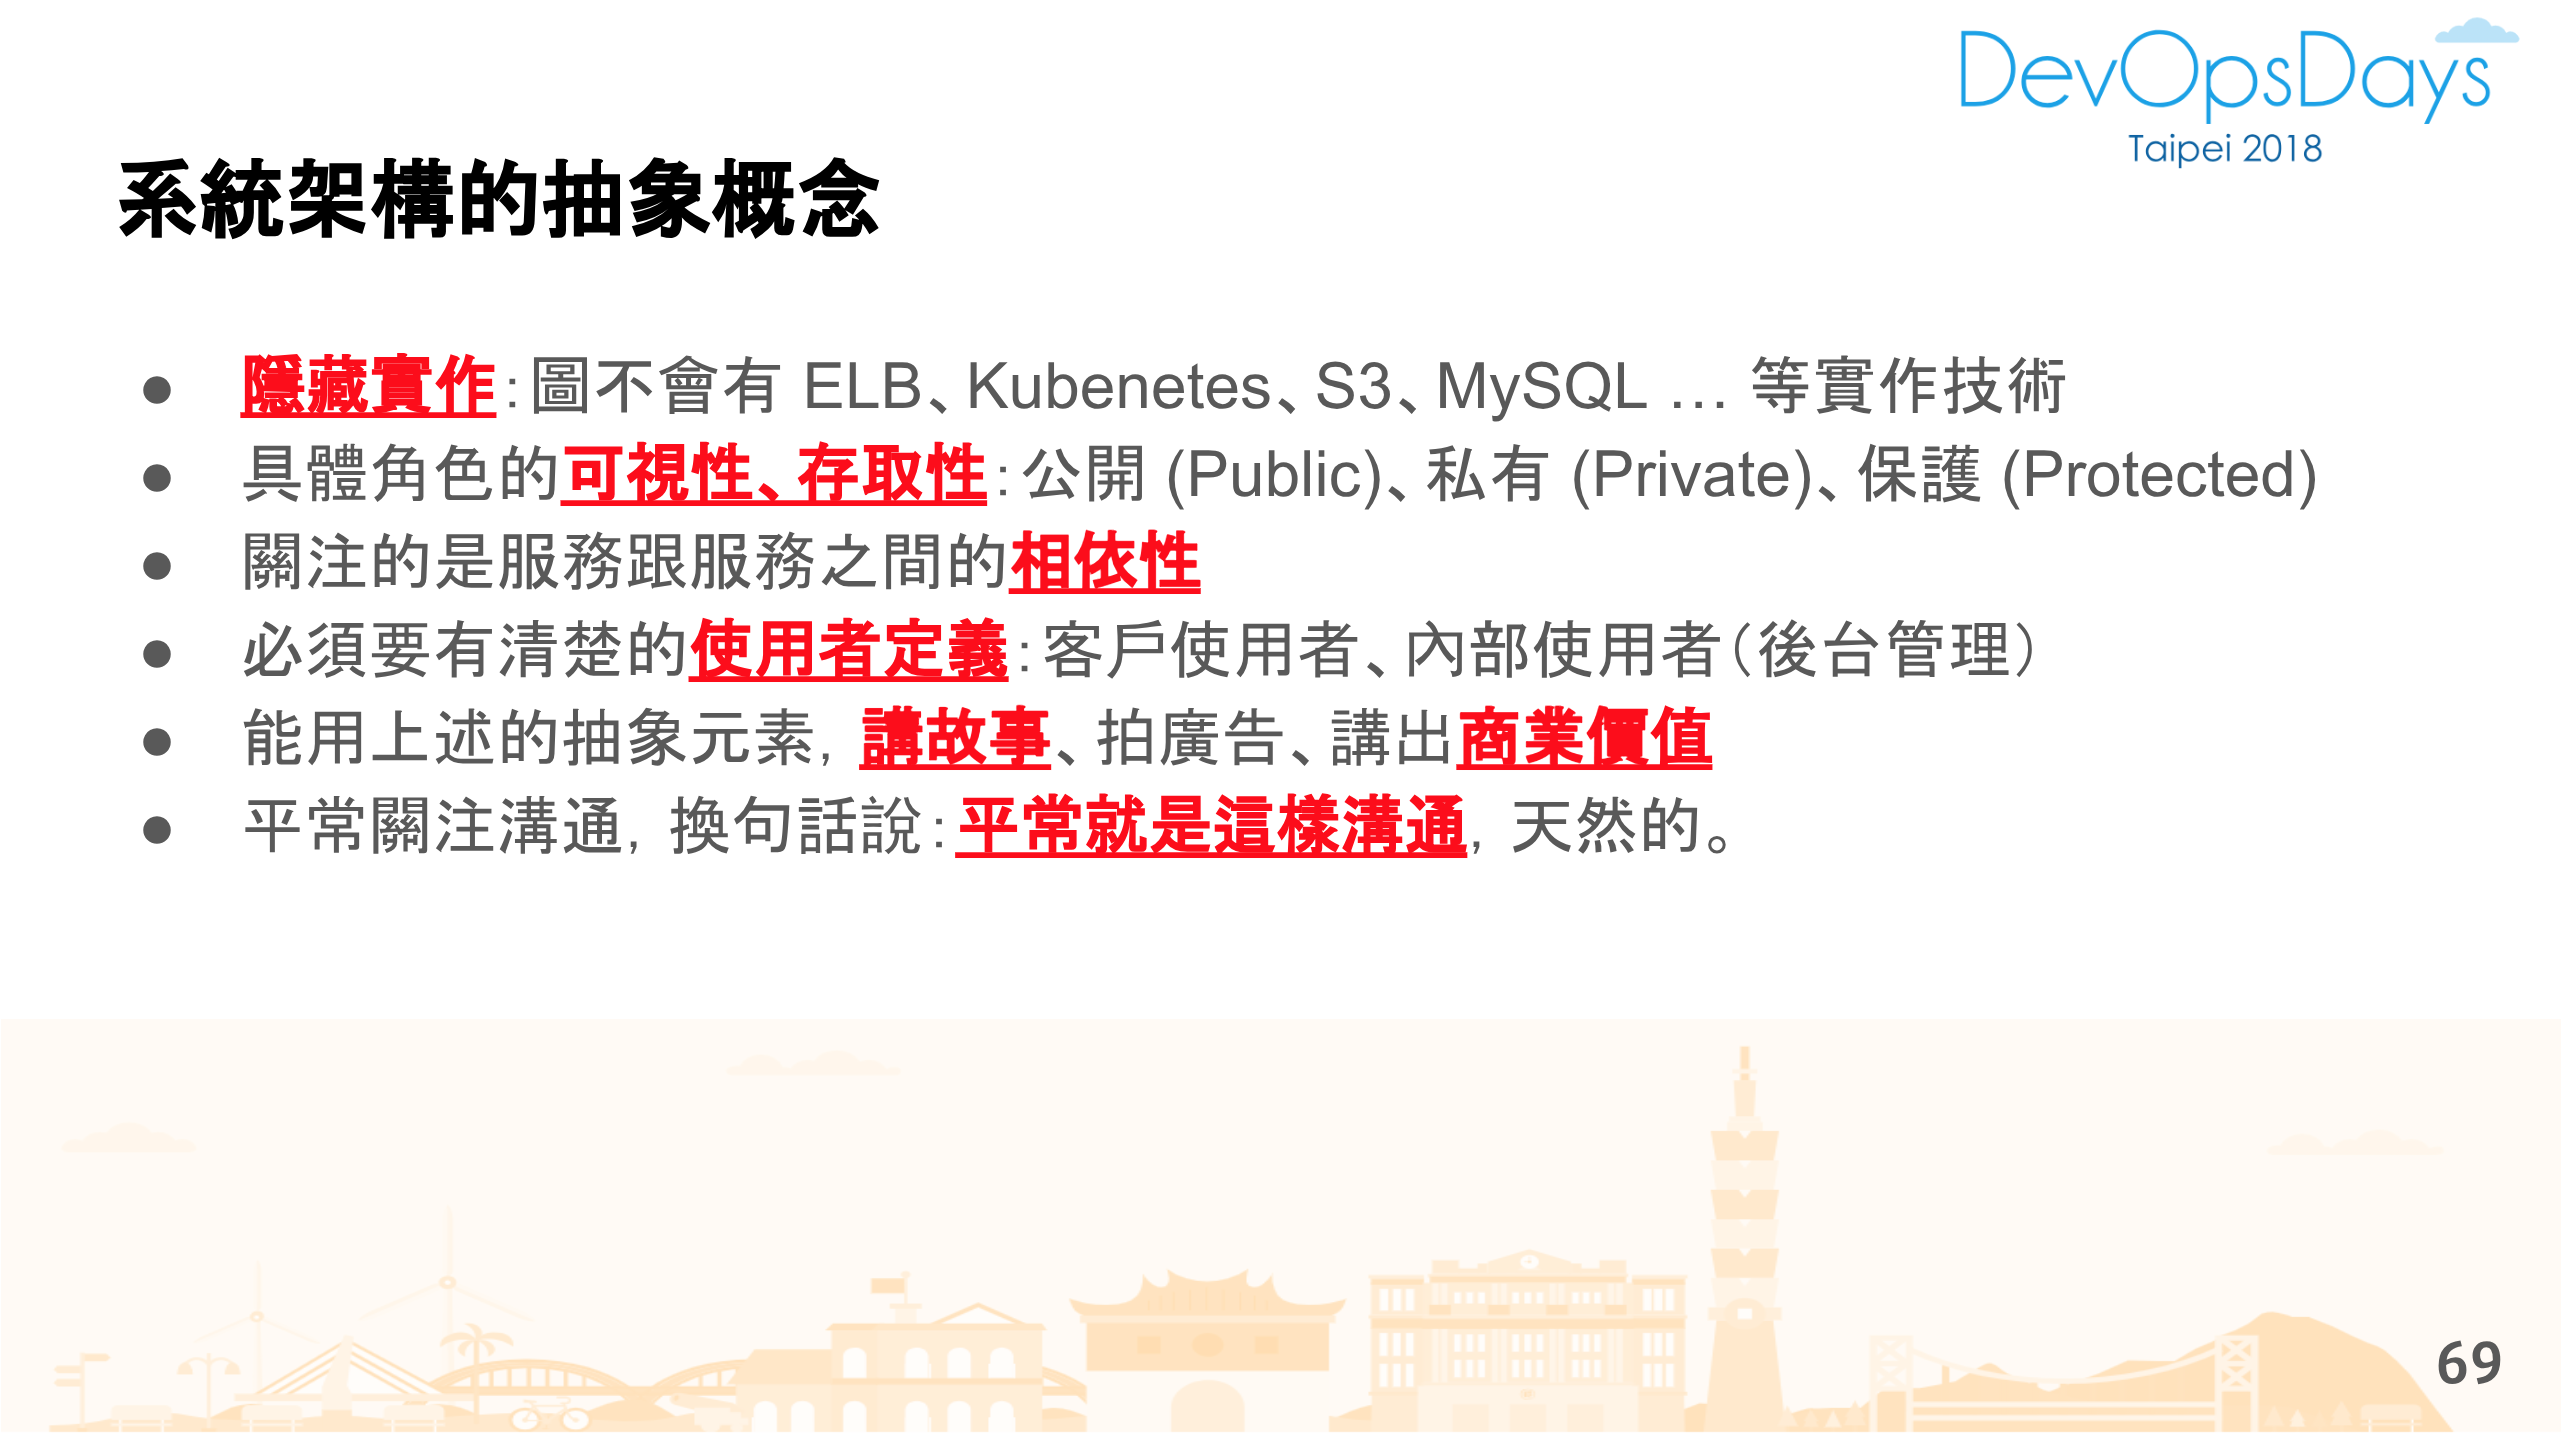 DevOpsDays
Taipei 2018
系統架構的抽象概念
● 隱藏實作：圖不會有 ELB、Kubenetes、S3、MySQL … 等實作技術
● 具體角色的可視性、存取性：公開 (Public)、私有 (Private)、保護 (Protected)
● 關注的是服務跟服務之間的相依性
● 必須要有清楚的使用者定義：客戶使用者、內部使用者（後台管理）
● 能用上述的抽象元素，講故事、拍廣告、講出商業價值
● 平常關注溝通，換句話說：平常就是這樣溝通，天然的。
69